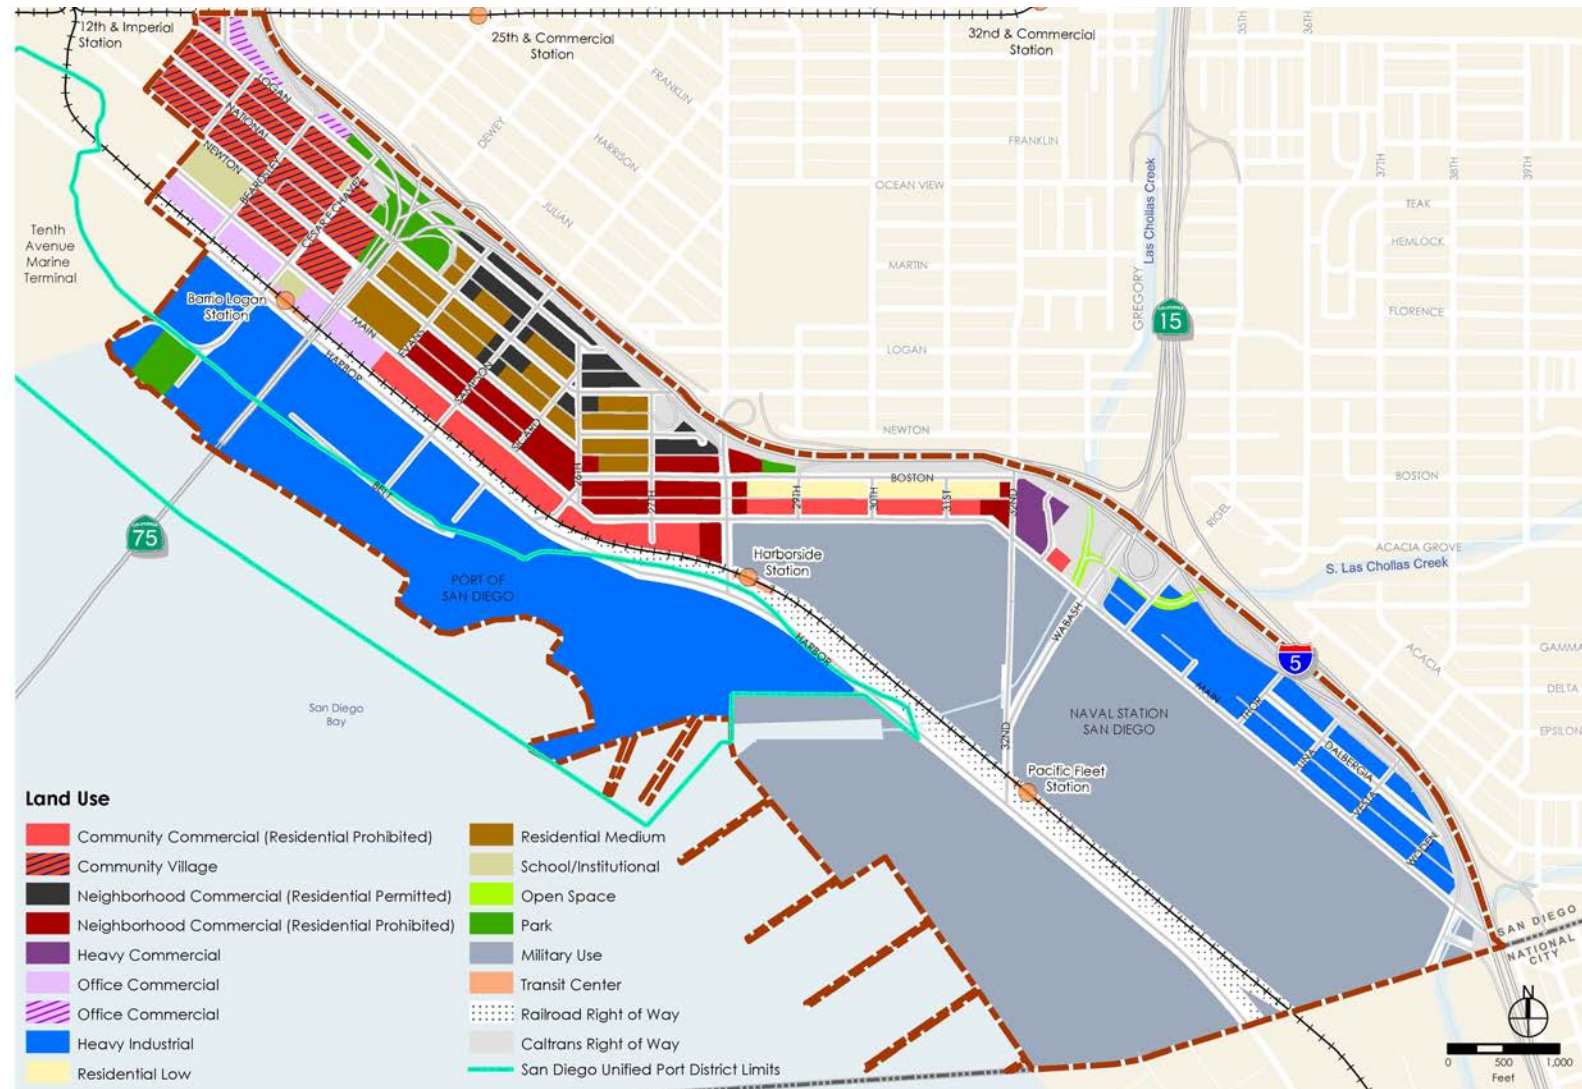 12th & Imperial
Station
25th & Commercial
Station
32nd & Commercial
Station
35TH
36TH
FRANKLIN
DEWEY
HARRISON
JULIAN
FRANKLIN
OCEAN VIEW
MARTIN
LOGAN
NEWTON
GREGORY
Las Chollas Creek
CALIFORNIA
15
37TH
38TH
39TH
TEAK
HEMLOCK
FLORENCE
BOSTON
RIGEL
ACACIA GROVE
S. Las Chollas Creek
ACACIA
GAMMA
DELTA
EPSILON
LOGAN
NATIONAL
NEWTON
BEARDSLEY
CESAR E CHAVEZ
Tenth
Avenue
Marine
Terminal
Barrio Logan
Station
MAIN
HARBOR
EVANS
SAMPSON
SICARD
26TH
27TH
BELT
CALIFORNIA
75
BOSTON
29TH
30TH
31ST
32ND
Harborside
Station
PORT OF
SAN DIEGO
HARBOR
WABASH
5
MAIN
THOR
UNA
DALBERGIA
VESTA
WODEN
NAVAL STATION
SAN DIEGO
32ND
Pacific Fleet
Station
San Diego
Bay
SAN DIEGO
NATIONAL
CITY
Land Use
Community Commercial (Residential Prohibited)
Community Village
Neighborhood Commercial (Residential Permitted)
Neighborhood Commercial (Residential Prohibited)
Heavy Commercial
Office Commercial
Office Commercial
Heavy Industrial
Residential Low
Residential Medium
School/Institutional
Open Space
Park
Military Use
Transit Center
Railroad Right of Way
Caltrans Right of Way
San Diego Unified Port District Limits
N
0 500 1,000
Feet